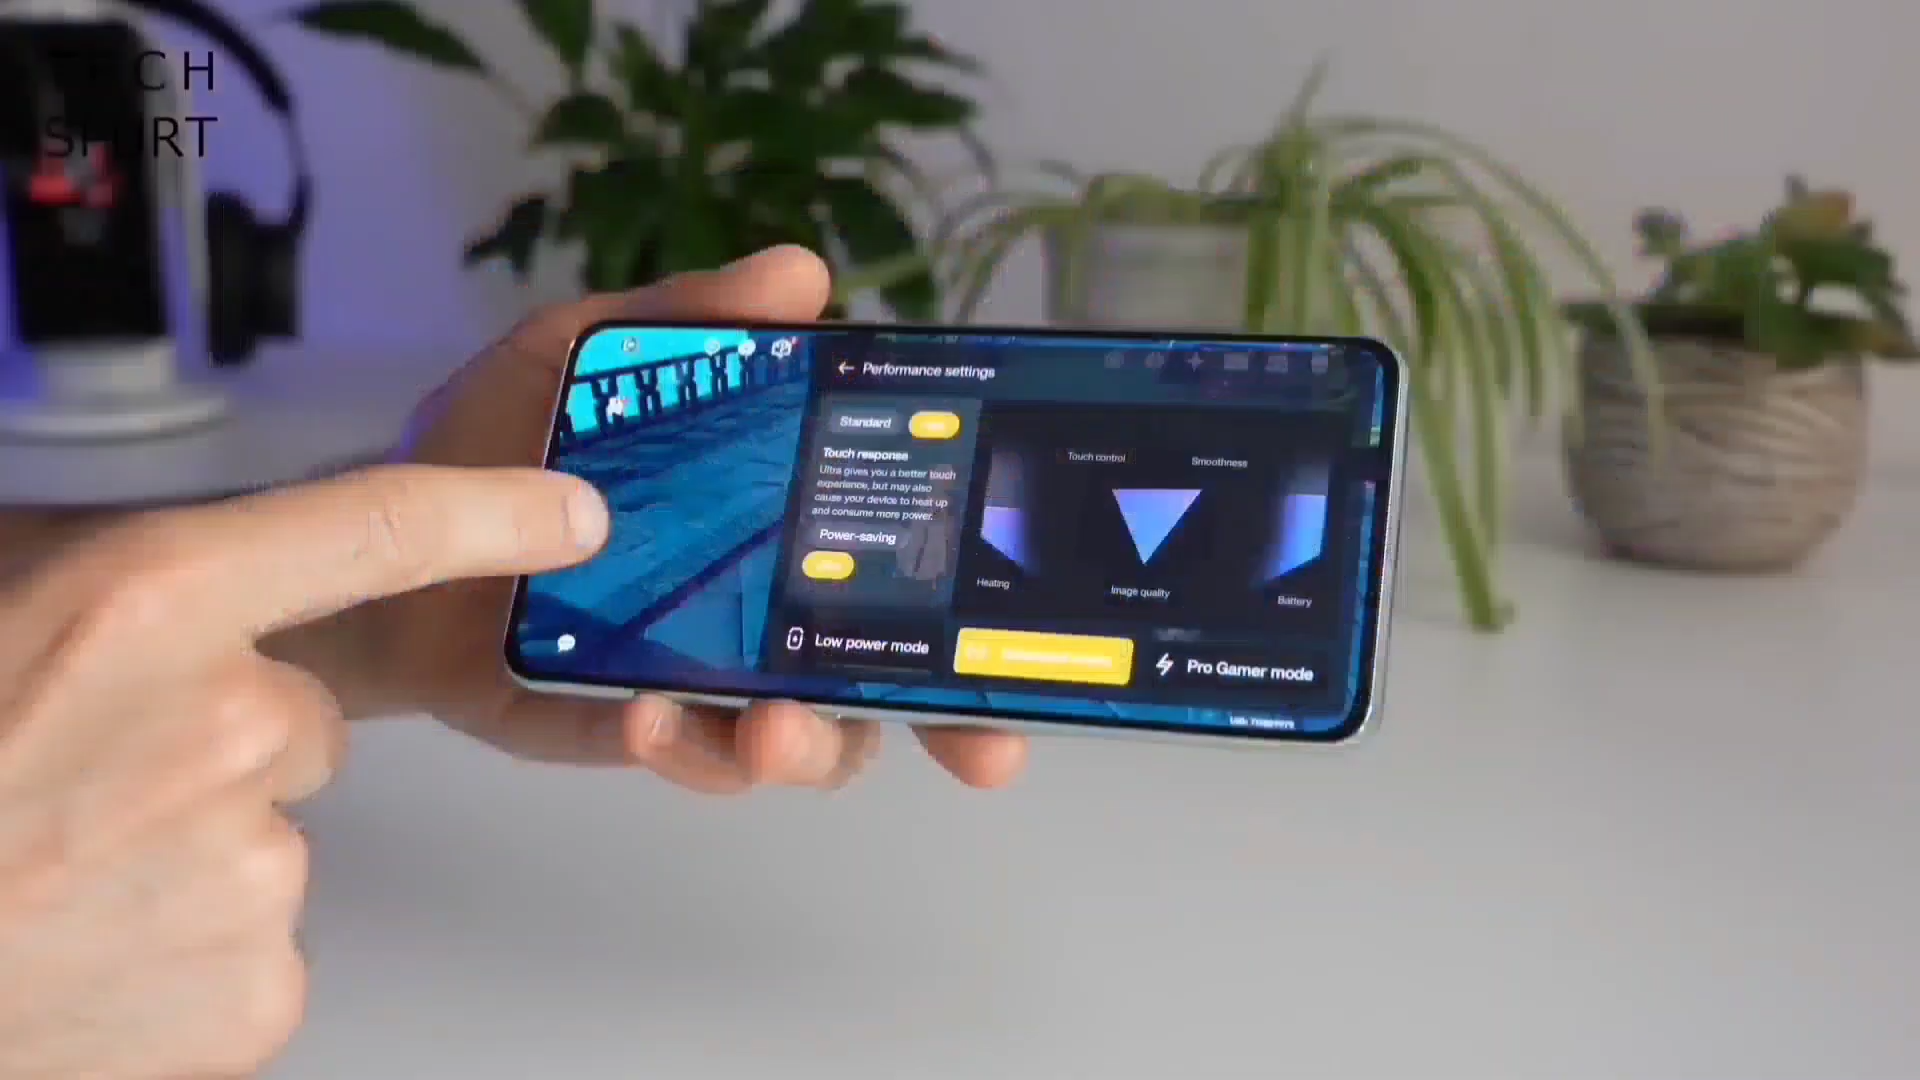 TECH
SPURT
Performance settings
Standard
Touch response
Ultra gives you a better touch
experience, but may also
cause your device to heat up
and consume more power.
Power-saving
Touch control
Smoothness
Heating
Image quality
Battery
Low power mode
Pro Gamer mode